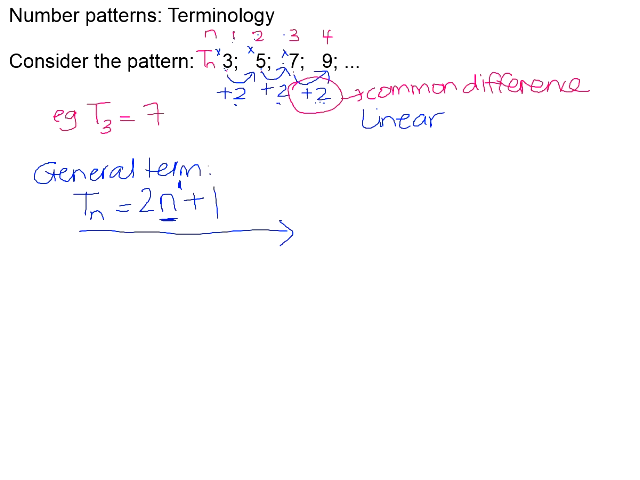 Number patterns: Terminology
n 1 2 3 4
Consider the pattern: Tn 3; 5; 7; 9; ...
+2 +2 +2 common difference
eg T₃ = 7
Linear
General term:
Tₙ = 2n¹ + 1